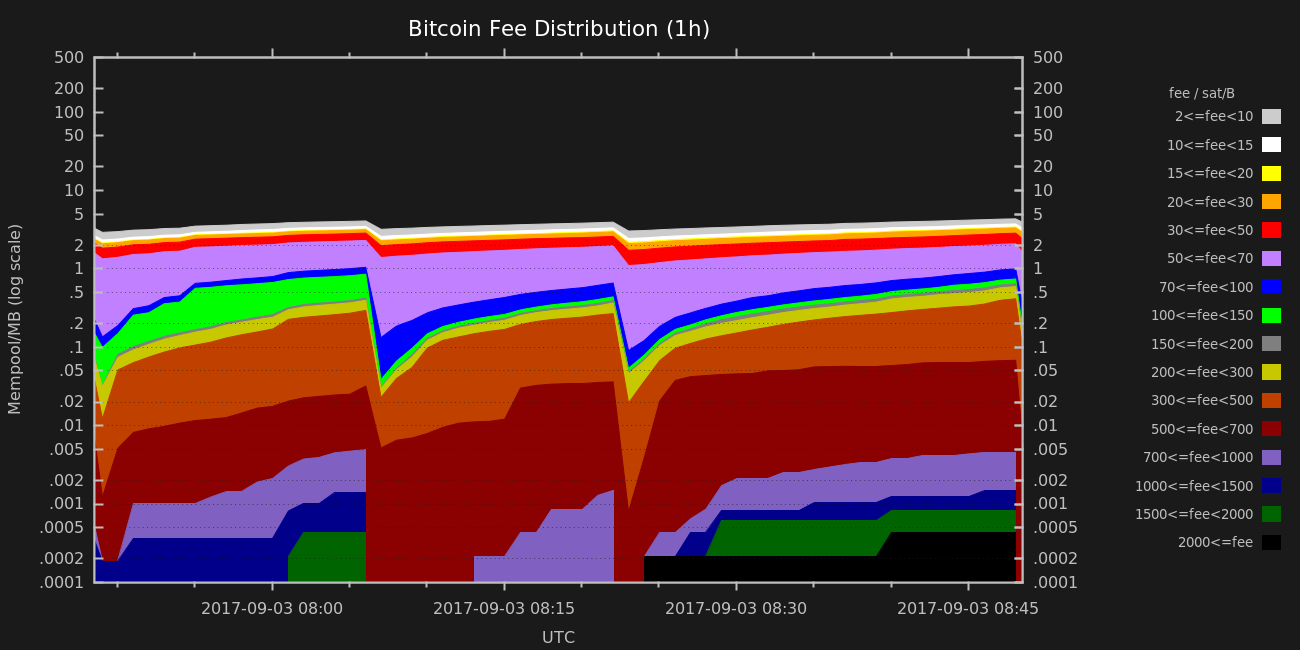 Bitcoin Fee Distribution (1h)
500 500
200 200
100 100
50 50
20 20
10 10
5 5
2 2
1 1
.5 .5
.2 .2
.1 .1
.05 .05
.02 .02
.01 .01
.005 .005
.002 .002
.001 .001
.0005 .0005
.0002 .0002
.0001 .0001
Mempool/MB (log scale)
2017-09-03 08:00 2017-09-03 08:15 2017-09-03 08:30 2017-09-03 08:45
UTC
fee / sat/B
2<=fee<10
10<=fee<15
15<=fee<20
20<=fee<30
30<=fee<50
50<=fee<70
70<=fee<100
100<=fee<150
150<=fee<200
200<=fee<300
300<=fee<500
500<=fee<700
700<=fee<1000
1000<=fee<1500
1500<=fee<2000
2000<=fee